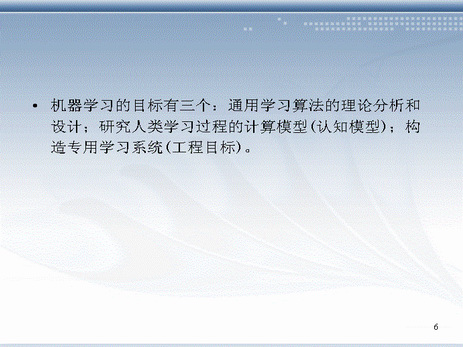 • 机器学习的目标有三个：通用学习算法的理论分析和
设计；研究人类学习过程的计算模型(认知模型)；构
造专用学习系统(工程目标)。
6